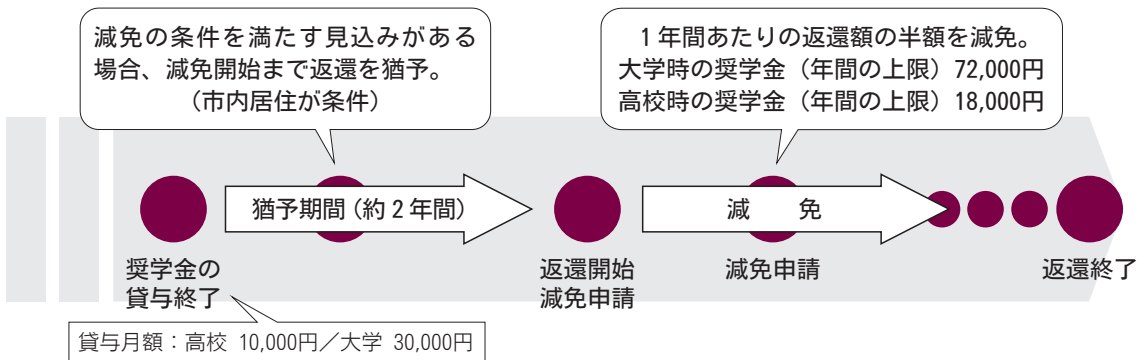 減免の条件を満たす見込みがある
場合、減免開始まで返還を猶予。
（市内居住が条件）
１年間あたりの返還額の半額を減免。
大学時の奨学金（年間の上限）72,000円
高校時の奨学金（年間の上限）18,000円
猶予期間（約２年間）
減　免
奨学金の
貸与終了
返還開始
減免申請
減免申請
返還終了
貸与月額：高校 10,000円／大学 30,000円